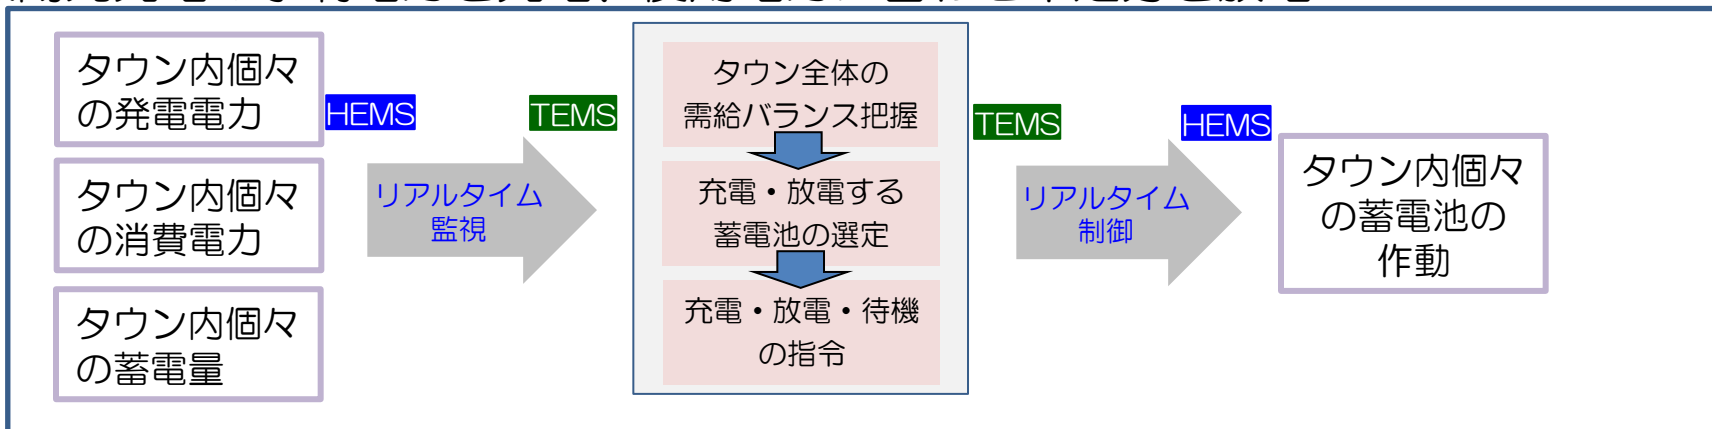 タウン内個々
の発電電力
タウン内個々
の消費電力
タウン内個々
の蓄電量
HEMS
TEMS
リアルタイム
監視
タウン全体の
需給バランス把握
充電・放電する
蓄電池の選定
充電・放電・待機
の指令
TEMS
HEMS
リアルタイム
制御
タウン内個々
の蓄電池の
作動